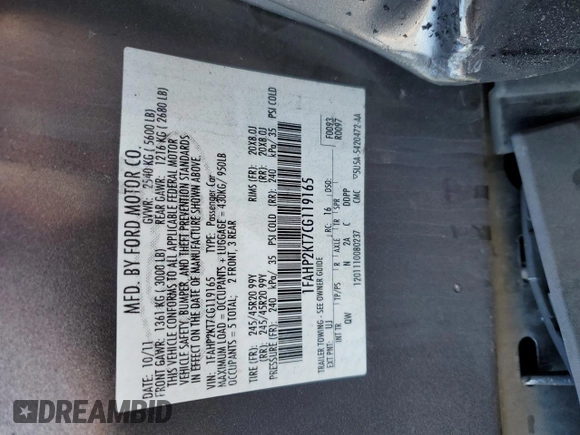 MFD. BY FORD MOTOR CO.
DATE: 10/11 GVWR: 2540 KG ( 5600 LB)
FRONT GAWR: 1361 KG ( 3000 LB) REAR GAWR: 1216 KG ( 2680 LB)
THIS VEHICLE CONFORMS TO ALL APPLICABLE FEDERAL MOTOR
VEHICLE SAFETY, BUMPER, AND THEFT PREVENTION STANDARDS
IN EFFECT ON THE DATE OF MANUFACTURE SHOWN ABOVE.
VIN: 1FAHP2KT7CG119165 TYPE: Passenger Car
MAXIMUM LOAD = OCCUPANTS + LUGGAGE = 430KG/ 950LB
OCCUPANTS = 5 TOTAL: 2 FRONT, 3 REAR
TIRE (FR): 245/45R20 99Y RIMS (FR): 20X8.0J
(RR): 245/45R20 99Y (RR): 20X8.0J
PRESSURE (FR): 240 kPa/ 35 PSI COLD (RR): 240 kPa/ 35 PSI COLD
1FAHP2KT7CG119165
F0093
R0097
TRAILER TOWING - SEE OWNER GUIDE
EXT PNT: UJ RC: 16 DSO:
INT TR TP/PS R AXLE TR SPR
QW N 2A C DDPP
1201110080237 CMC ▽5U5A-5420472-AA
DREAMBID